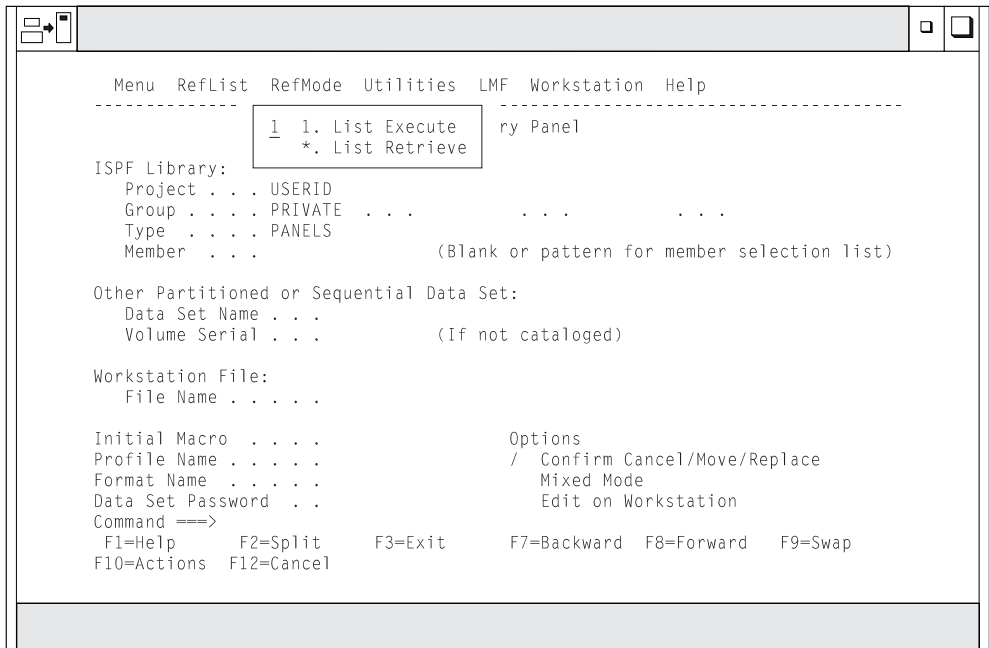 Menu RefList RefMode Utilities LMF Workstation Help
1 1. List Execute ry Panel
*. List Retrieve
ISPF Library:
Project . . . USERID
Group . . . . PRIVATE . . . . . . . . .
Type . . . . PANELS
Member . . . (Blank or pattern for member selection list)
Other Partitioned or Sequential Data Set:
Data Set Name . . .
Volume Serial . . . (If not cataloged)
Workstation File:
File Name . . . . .
Initial Macro . . . . Options
Profile Name . . . . . / Confirm Cancel/Move/Replace
Format Name . . . . . Mixed Mode
Data Set Password . . Edit on Workstation
Command ===>
F1=Help F2=Split F3=Exit F7=Backward F8=Forward F9=Swap
F10=Actions F12=Cancel